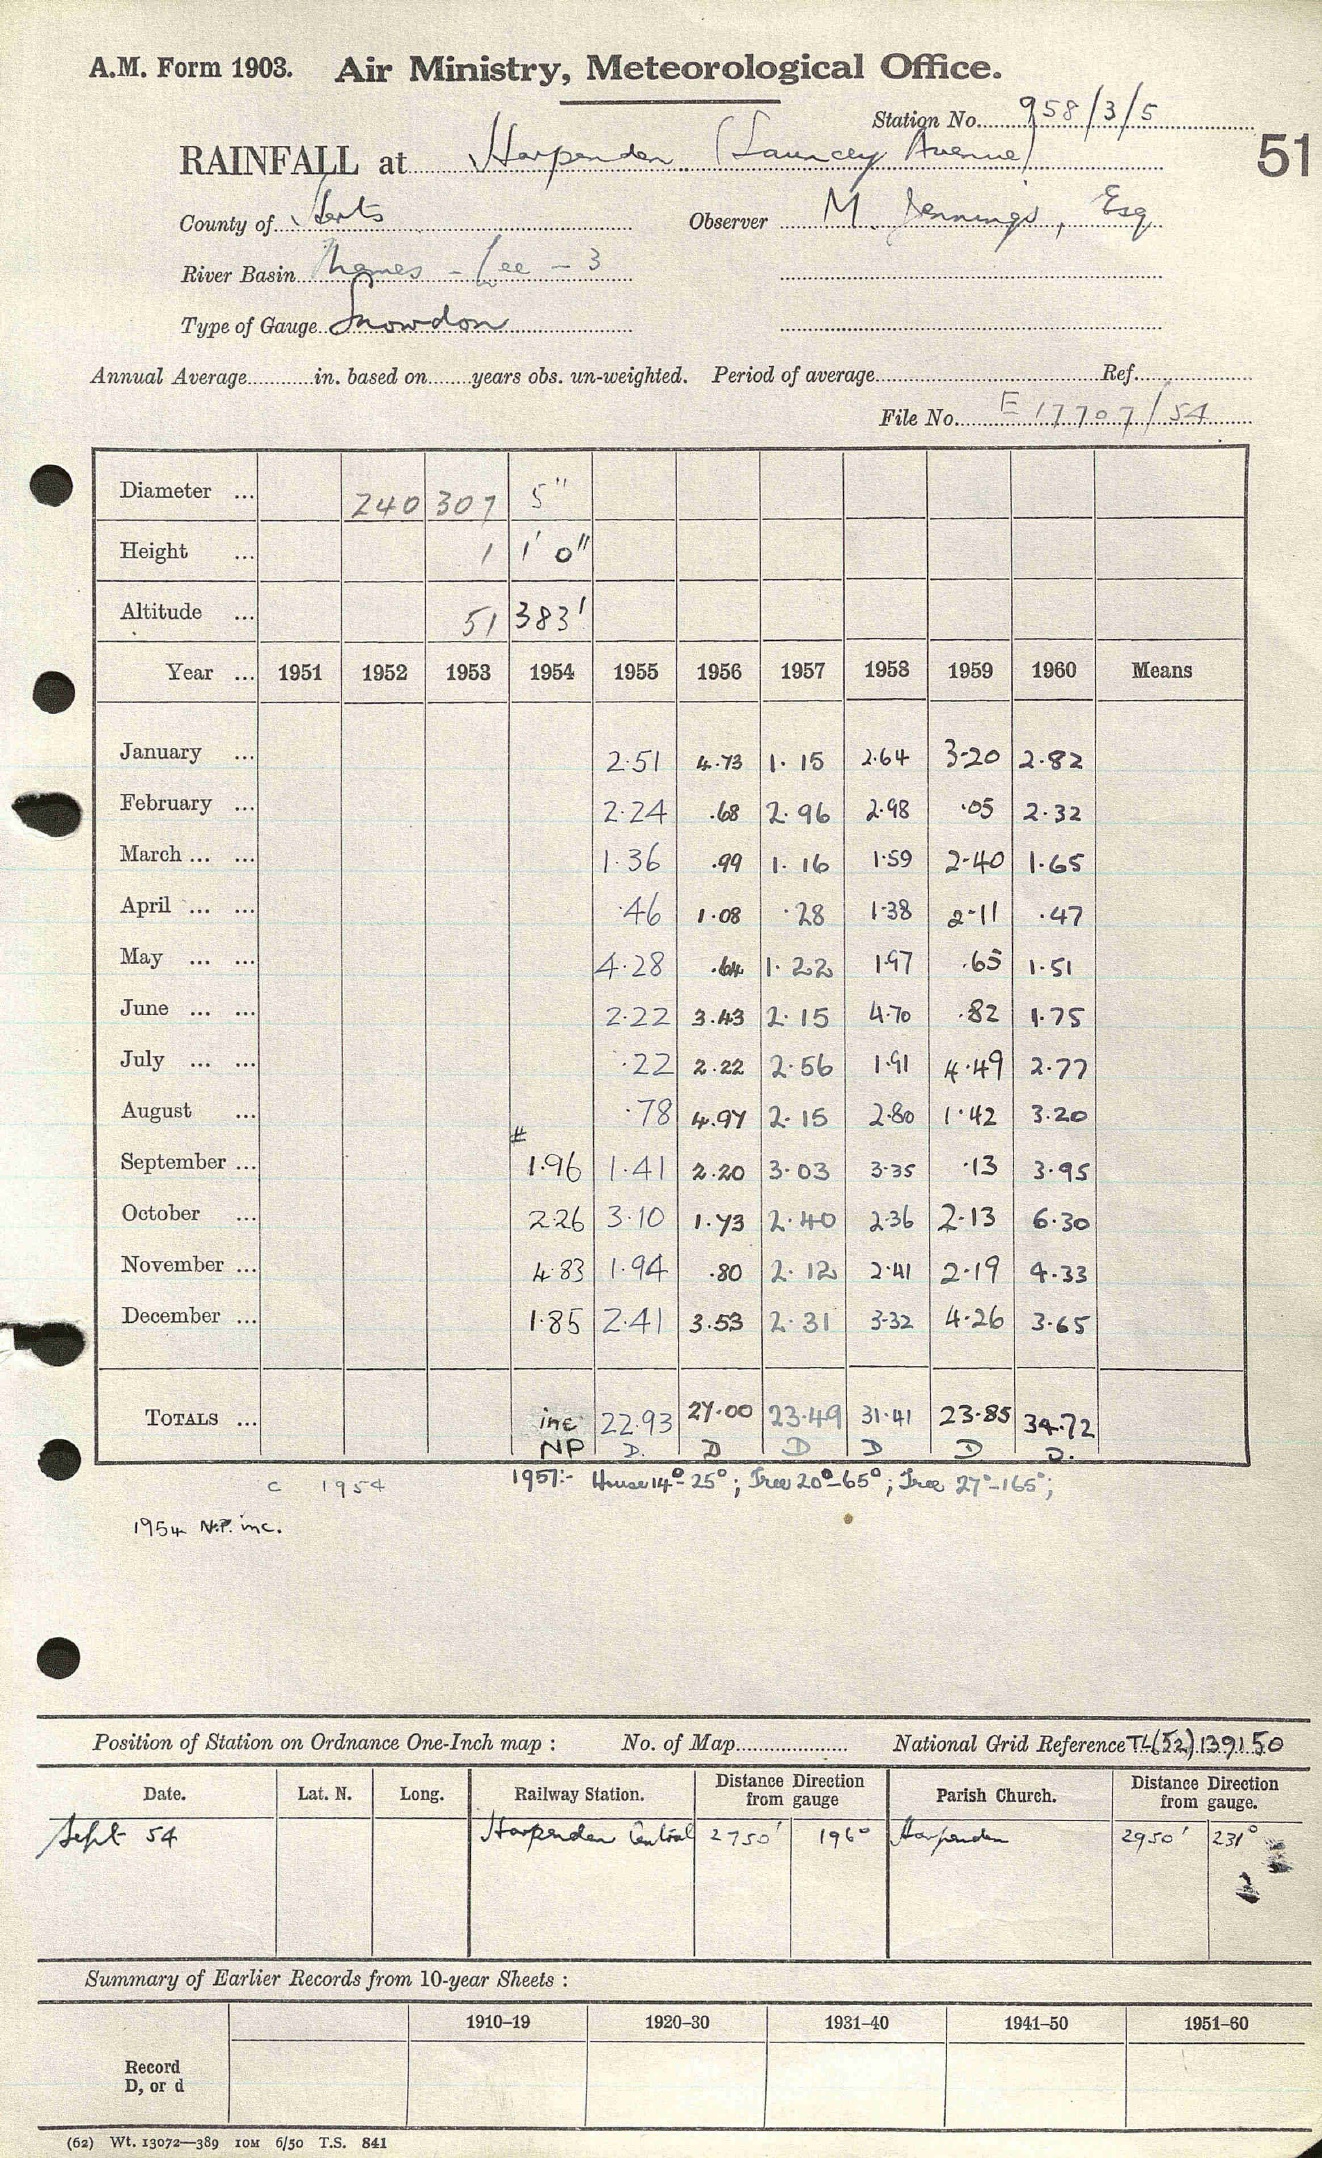 A.M. Form 1903. Air Ministry, Meteorological Office.
Station No. 958/3/5
51
RAINFALL at Harpenden (Launcey Avenue)
County of Herts Observer M. Jennings, Esq
River Basin Thames - Lee - 3
Type of Gauge Snowdon
Annual Average in. based on years obs. un-weighted. Period of average Ref.
File No. E 17707/54
Diameter ... 240 307 5"
Height ... 1 1' 0"
Altitude ... 51 383'
Year ... 1951 1952 1953 1954 1955 1956 1957 1958 1959 1960 Means
January ... 2.51 4.73 1.15 2.64 3.20 2.82
February ... 2.24 .68 2.96 2.98 .05 2.32
March ... ... 1.36 .99 1.16 1.59 2.40 1.65
April ... ... .46 1.08 .28 1.38 2.11 .47
May ... ... 4.28 .64 1.22 1.97 .65 1.51
June ... ... 2.22 3.43 2.15 4.70 .82 1.75
July ... ... .22 2.22 2.56 1.91 4.49 2.77
August ... .78 4.97 2.15 2.80 1.42 3.20
#
September ... 1.96 1.41 2.20 3.03 3.35 .13 3.95
October ... 2.26 3.10 1.73 2.40 2.36 2.13 6.30
November ... 4.83 1.94 .80 2.12 2.41 2.19 4.33
December ... 1.85 2.41 3.53 2.31 3.32 4.26 3.65
TOTALS ... inc 22.93 27.00 23.49 31.41 23.85 34.72
NP D. D D D D D.
c 1954 1957:- House 14°-25°; Tree 20°-65°; Tree 27°-165°;
1954 N.P. inc.
Position of Station on Ordnance One-Inch map : No. of Map National Grid Reference TL(52)139150
Date. Lat. N. Long. Railway Station. Distance Direction from gauge Parish Church. Distance Direction from gauge.
Sept 54 Harpenden Central 2750' 196° Harpenden 2950' 231°
Summary of Earlier Records from 10-year Sheets :
1910–19 1920–30 1931–40 1941–50 1951–60
Record
D, or d
(62) Wt. 13072—389 10M 6/50 T.S. 841